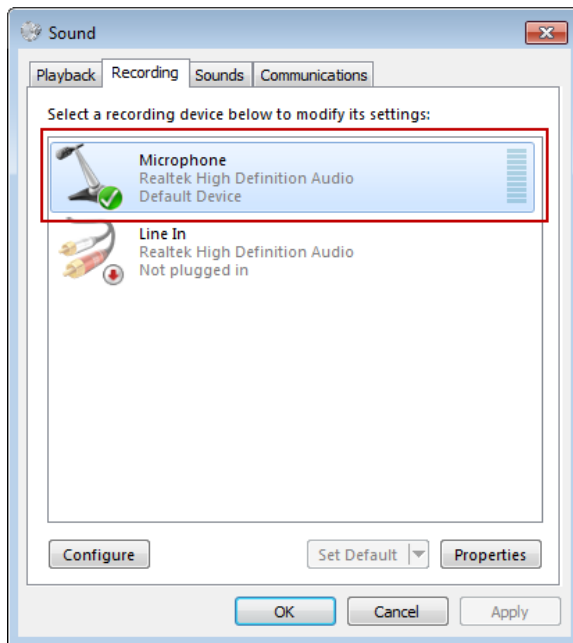 Sound
Playback Recording Sounds Communications
Select a recording device below to modify its settings:
Microphone
Realtek High Definition Audio
Default Device
Line In
Realtek High Definition Audio
Not plugged in
Configure Set Default Properties
OK Cancel Apply